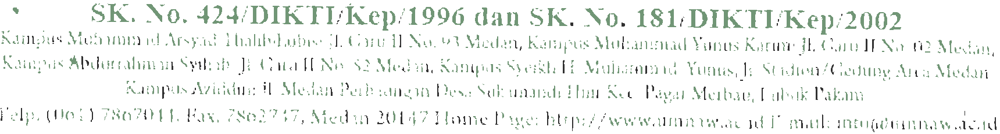 SK. No. 424/DIKTI/Kep/1996 dan SK. No. 181/DIKTI/Kep/2002
Kampus Muhammad Arsyad Thalib Lubis: Jl. Garu II No. 93 Medan, Kampus Muhammad Yunus Karim: Jl. Garu II No. 02 Medan,
Kampus Abdurrahman Syihab: Jl. Garu II No. 52 Medan, Kampus Syeikh H. Muhammad Yunus, Jl. Stadion/Gedung Arca Medan
Kampus Aziddin: Jl. Medan Perbaungan Desa Sukamandi Hilir Kec. Pagar Merbau, Lubuk Pakam
Telp. (061) 7867044, Fax. 7862747, Medan 20147 Home Page: http://www.umnaw.ac.id E-mail: info@umnaw.ac.id